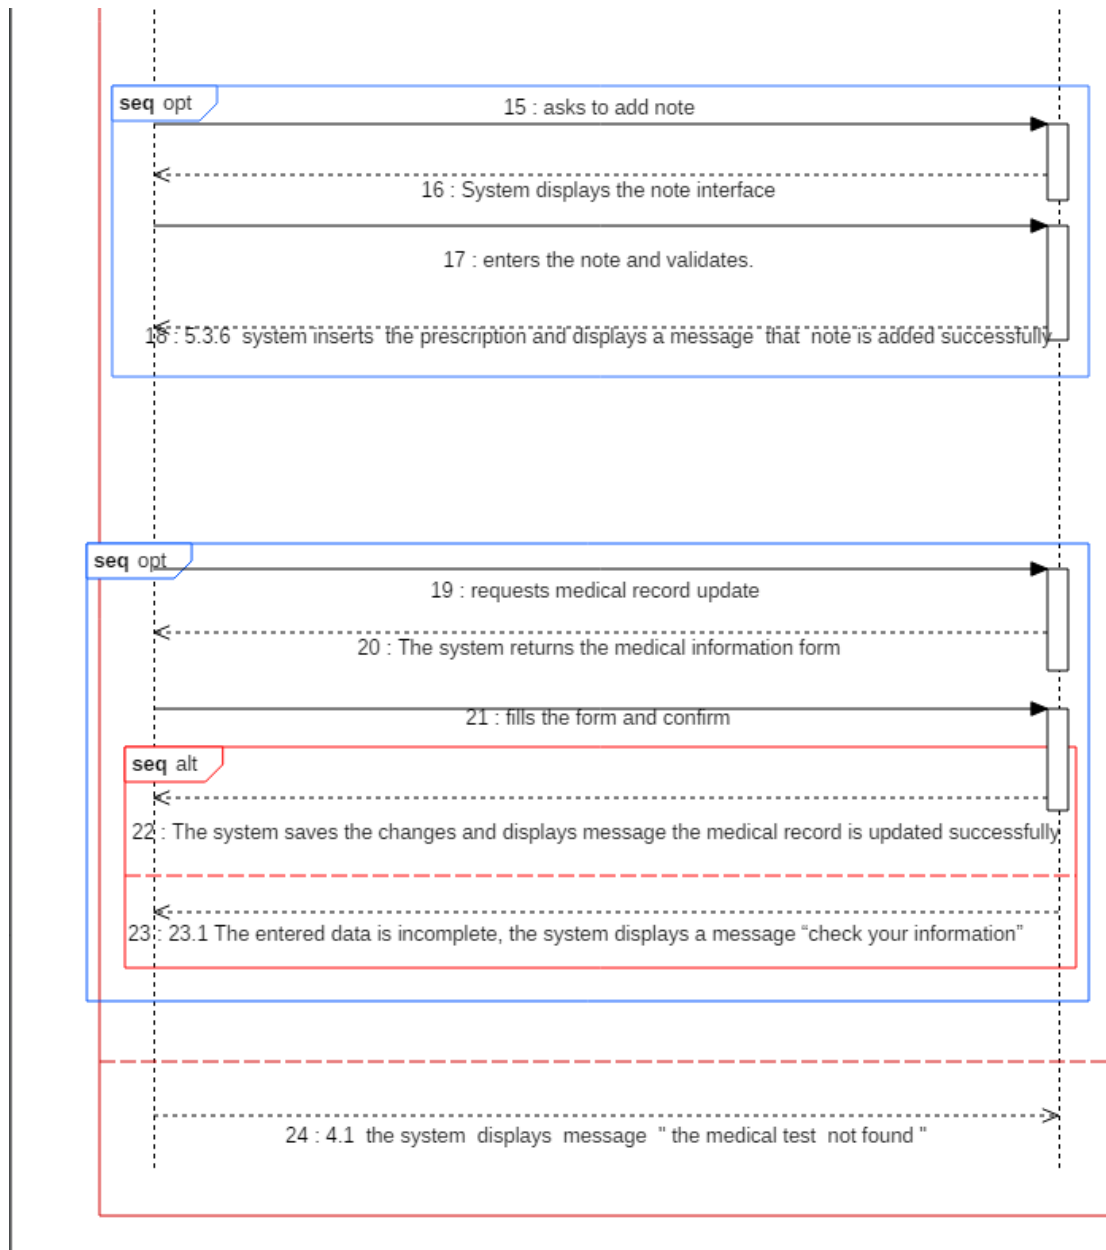 seq opt
15 : asks to add note
16 : System displays the note interface
17 : enters the note and validates.
18 : 5.3.6 system inserts the prescription and displays a message that note is added successfully
seq opt
19 : requests medical record update
20 : The system returns the medical information form
21 : fills the form and confirm
seq alt
22 : The system saves the changes and displays message the medical record is updated successfully
23 : 23.1 The entered data is incomplete, the system displays a message “check your information”
24 : 4.1 the system displays message " the medical test not found "